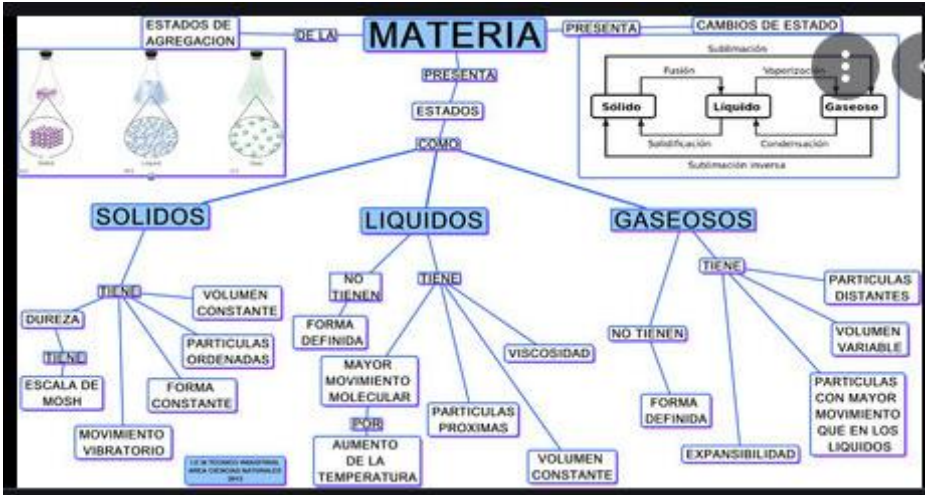 ESTADOS DE
AGREGACION
DE LA
MATERIA
PRESENTA
CAMBIOS DE ESTADO
PRESENTA
ESTADOS
COMO
Sublimación
Fusión
Vaporización
Sólido
Líquido
Gaseoso
Solidificación
Condensación
Sublimación inversa
SOLIDOS
LIQUIDOS
GASEOSOS
TIENE
DUREZA
TIENE
ESCALA DE
MOSH
MOVIMIENTO
VIBRATORIO
VOLUMEN
CONSTANTE
PARTICULAS
ORDENADAS
FORMA
CONSTANTE
NO
TIENEN
FORMA
DEFINIDA
TIENE
MAYOR
MOVIMIENTO
MOLECULAR
POR
AUMENTO
DE LA
TEMPERATURA
PARTICULAS
PROXIMAS
VISCOSIDAD
VOLUMEN
CONSTANTE
NO TIENEN
FORMA
DEFINIDA
TIENE
PARTICULAS
DISTANTES
VOLUMEN
VARIABLE
PARTICULAS
CON MAYOR
MOVIMIENTO
QUE EN LOS
LIQUIDOS
EXPANSIBILIDAD
AREA CIENCIAS NATURALES